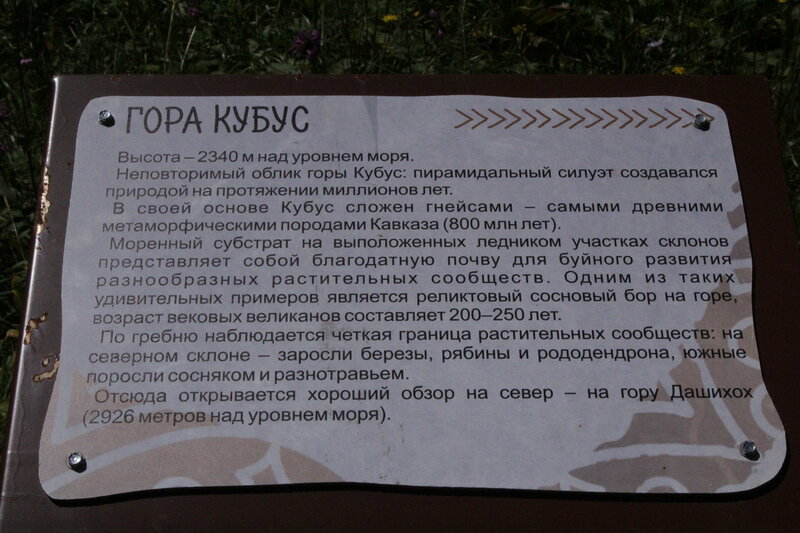 ГОРА КУБУС
Высота – 2340 м над уровнем моря.
Неповторимый облик горы Кубус: пирамидальный силуэт создавался
природой на протяжении миллионов лет.
В своей основе Кубус сложен гнейсами – самыми древними
метаморфическими породами Кавказа (800 млн лет).
Моренный субстрат на выположенных ледником участках склонов
представляет собой благодатную почву для буйного развития
разнообразных растительных сообществ. Одним из таких
удивительных примеров является реликтовый сосновый бор на горе,
возраст вековых великанов составляет 200–250 лет.
По гребню наблюдается четкая граница растительных сообществ: на
северном склоне – заросли березы, рябины и рододендрона, южные
поросли сосняком и разнотравьем.
Отсюда открывается хороший обзор на север – на гору Дашихох
(2926 метров над уровнем моря).